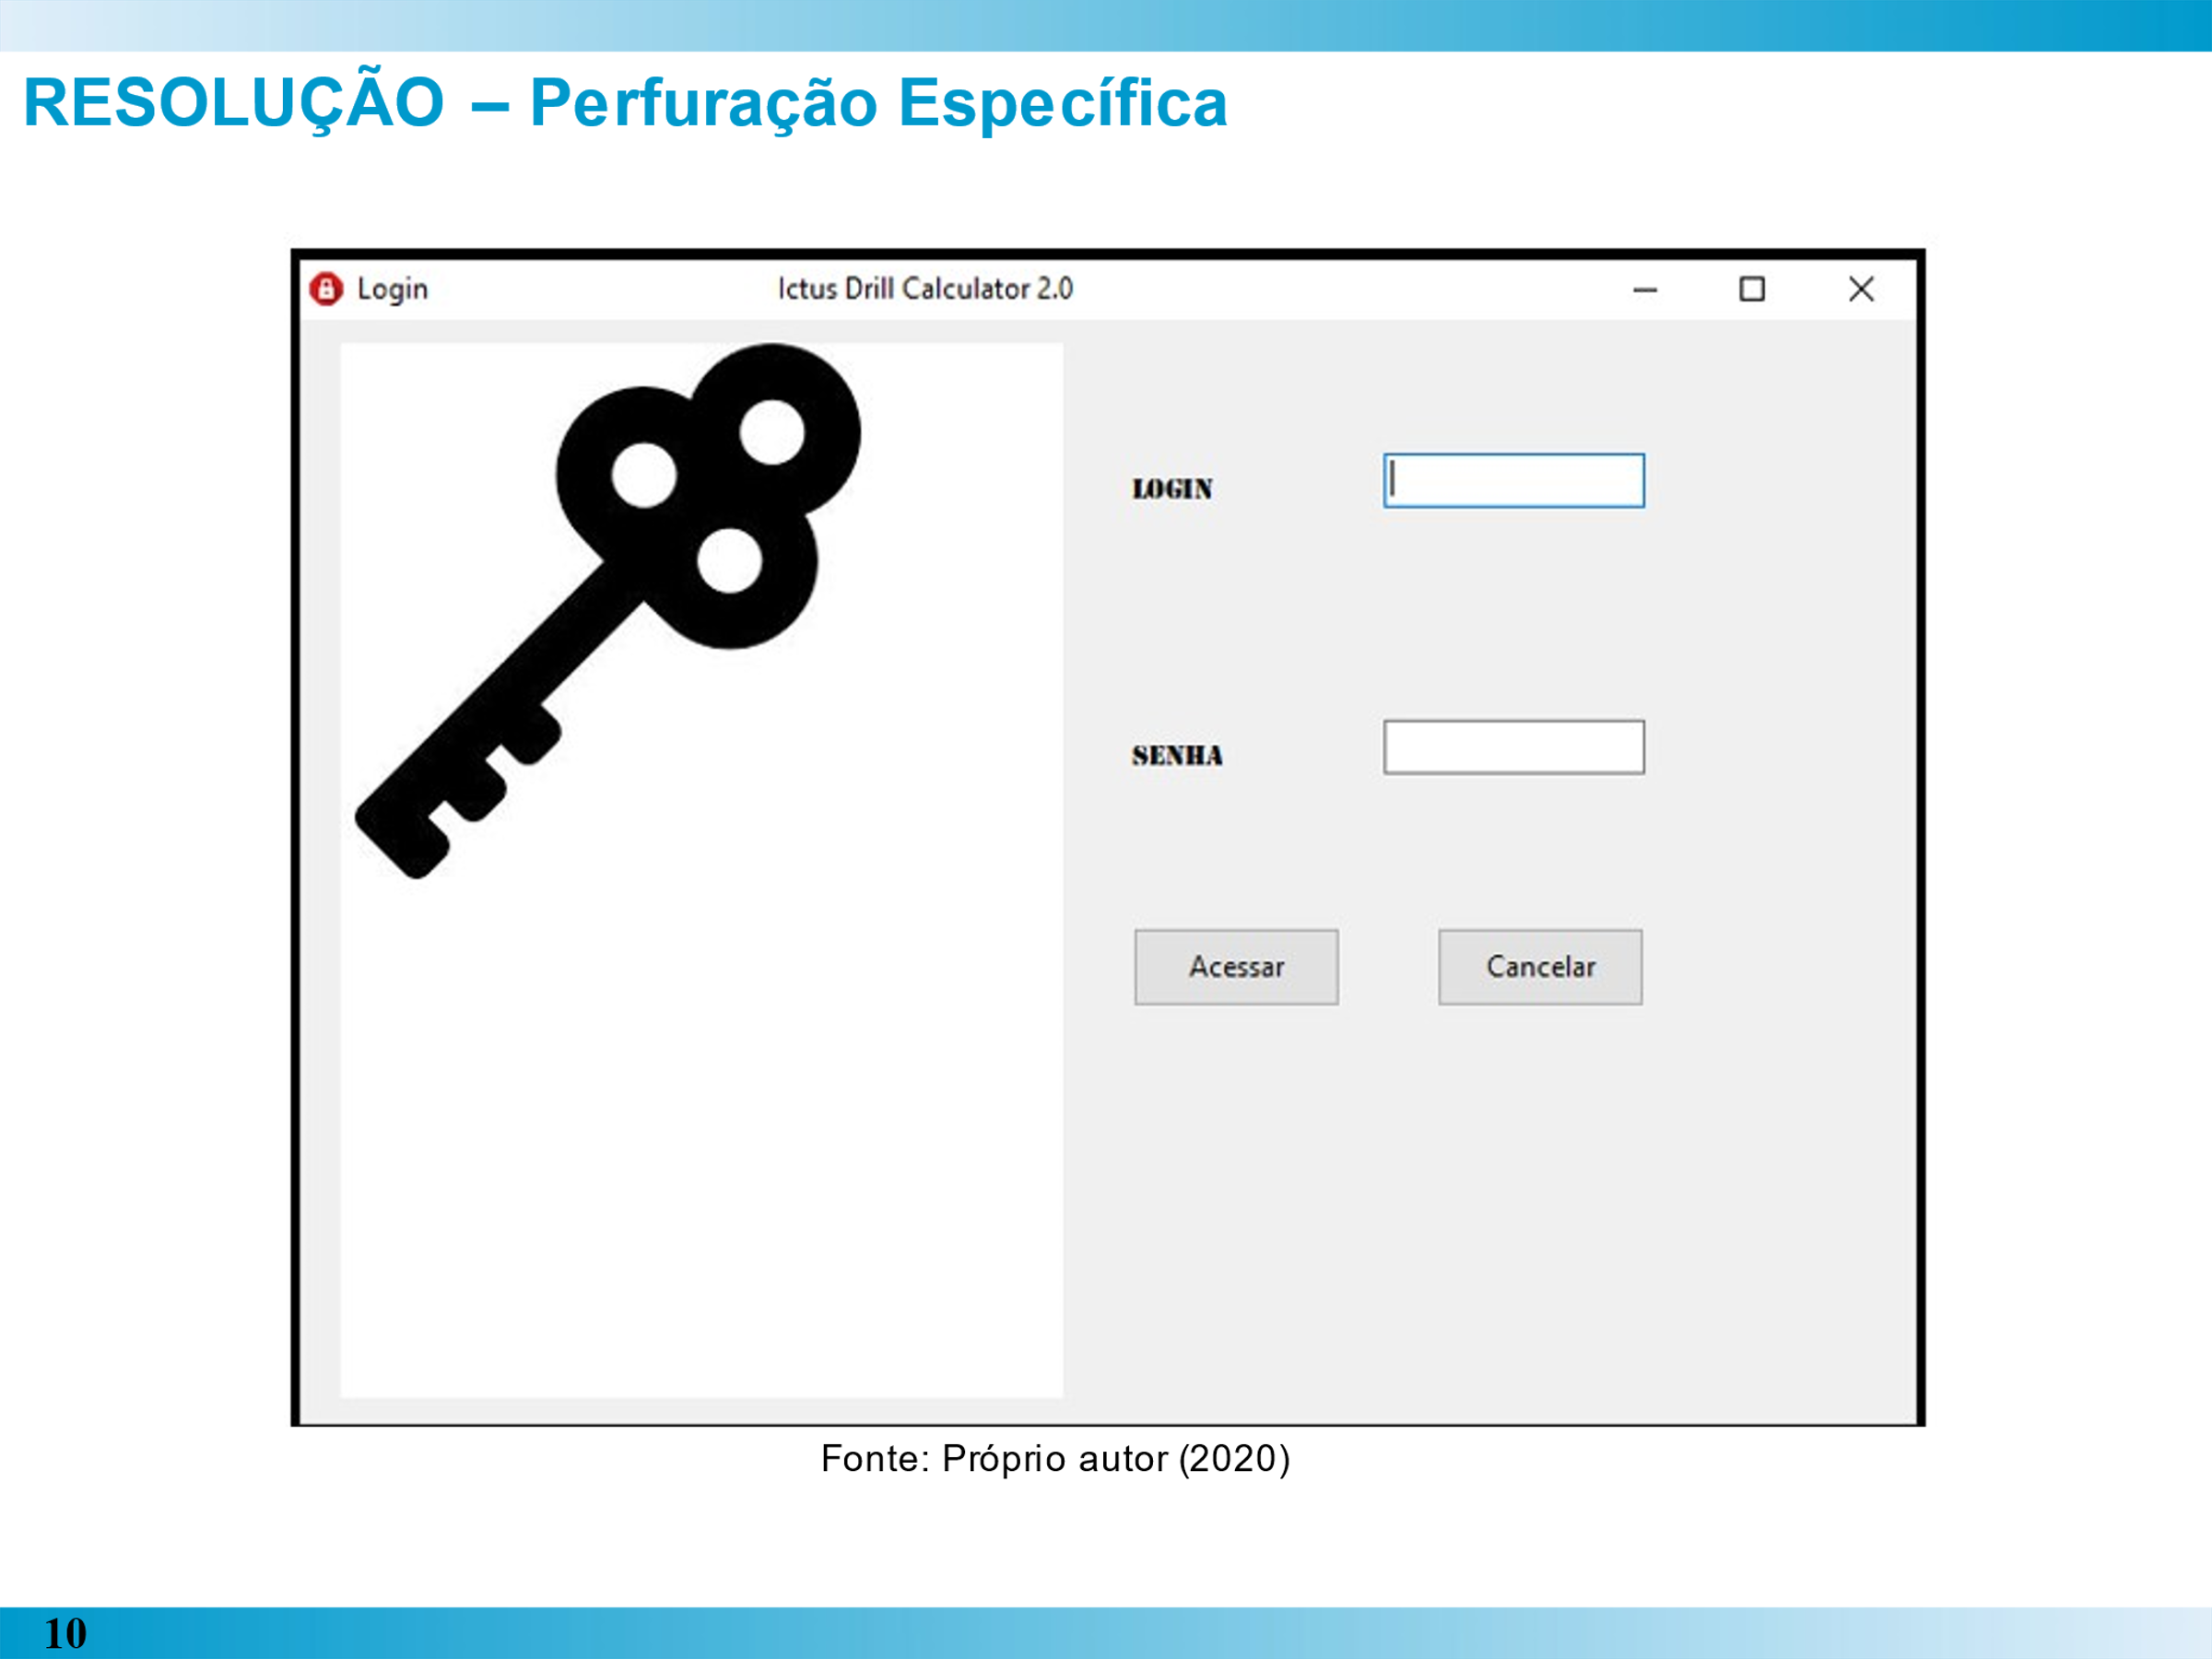 RESOLUÇÃO – Perfuração Específica
Login
Ictus Drill Calculator 2.0
LOGIN
SENHA
Acessar
Cancelar
Fonte: Próprio autor (2020)
10